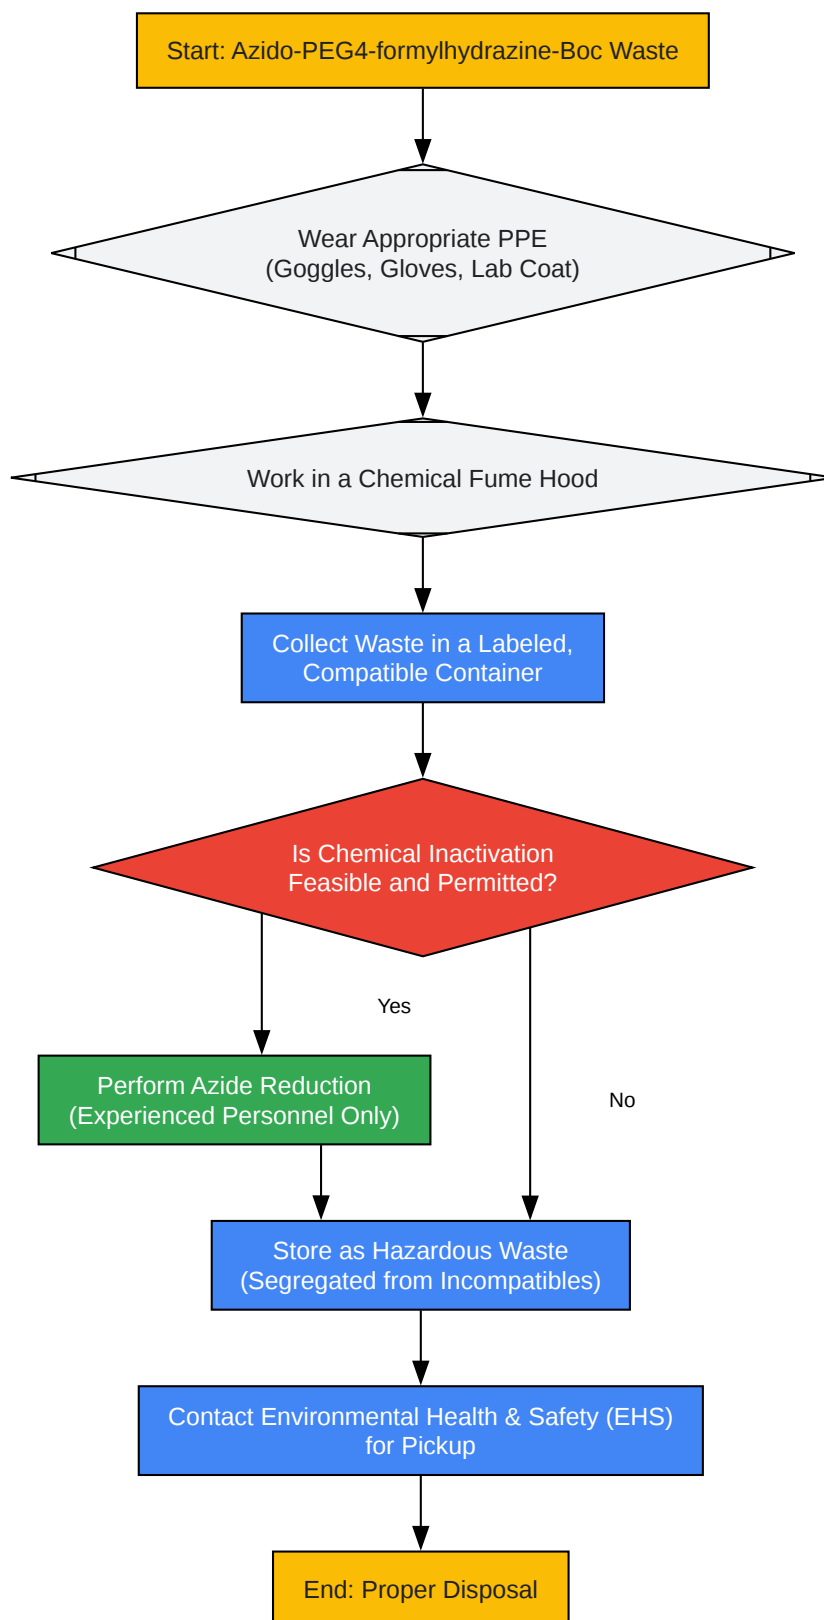 Start: Azido-PEG4-formylhydrazine-Boc Waste
Wear Appropriate PPE
(Goggles, Gloves, Lab Coat)
Work in a Chemical Fume Hood
Collect Waste in a Labeled,
Compatible Container
Is Chemical Inactivation
Feasible and Permitted?
Yes
Perform Azide Reduction
(Experienced Personnel Only)
No
Store as Hazardous Waste
(Segregated from Incompatibles)
Contact Environmental Health & Safety (EHS)
for Pickup
End: Proper Disposal